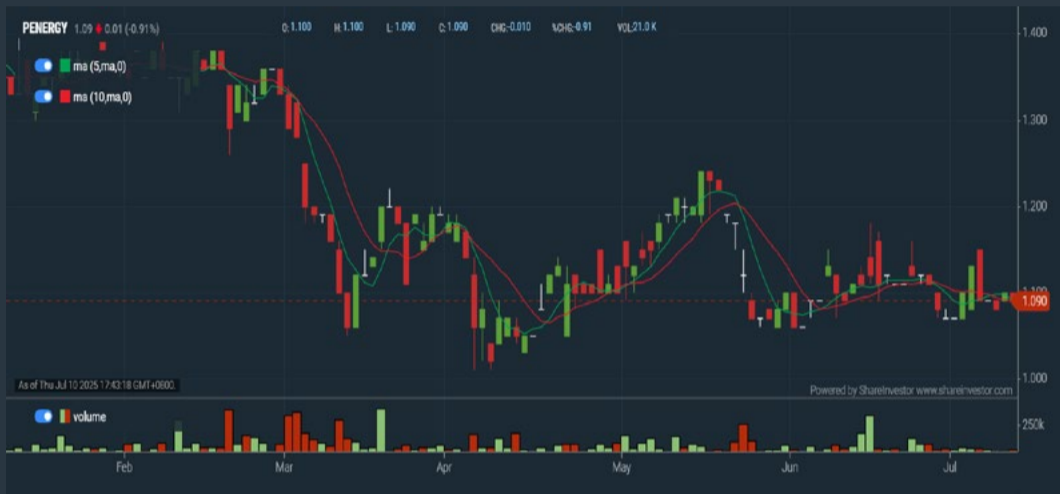 PENERGY 1.09 0.01 (-0.91%) O: 1.100 H: 1.100 L: 1.090 C: 1.090 CHG:-0.010 %CHG:-0.91 VOL:21.0 K
ma (5,ma,0)
ma (10,ma,0)
1.400
1.300
1.200
1.100
1.090
1.000
As of Thu Jul 10 2025 17:43:18 GMT+0800.
Powered by ShareInvestor www.shareinvestor.com
volume
250k
Feb Mar Apr May Jun Jul